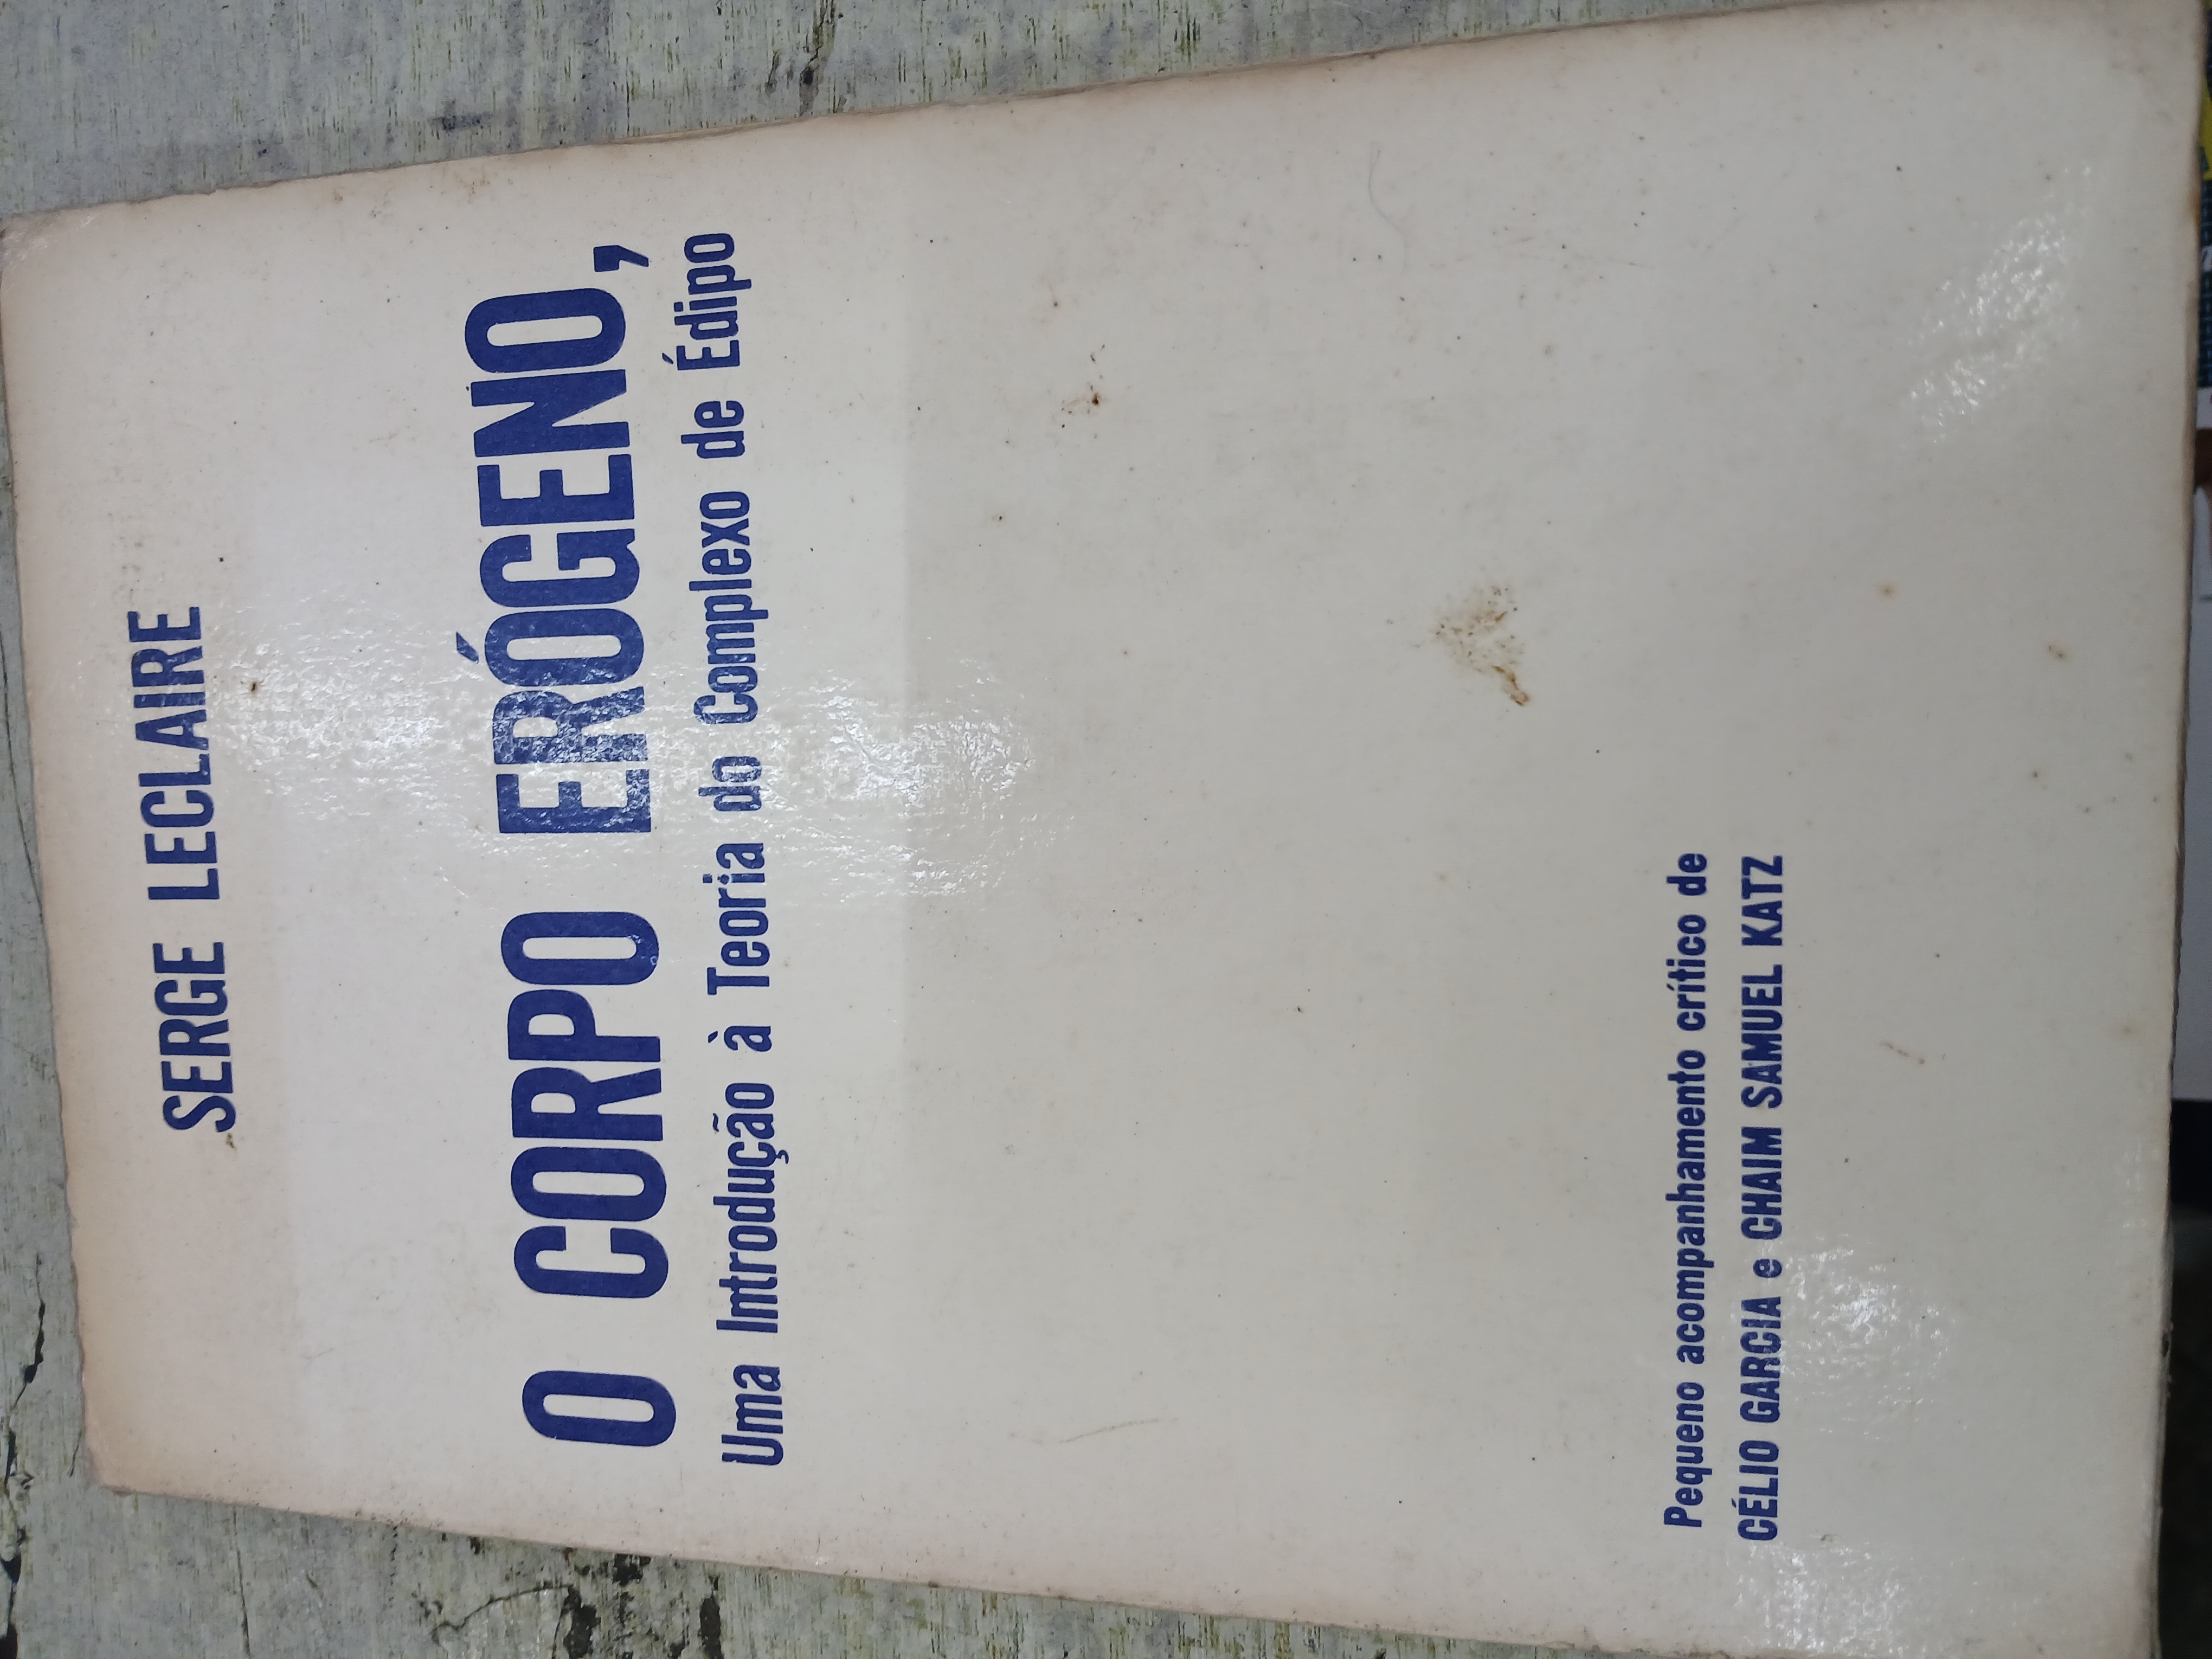 SERGE LECLAIRE
O CORPO ERÓGENO,
Uma Introdução à Teoria do Complexo de Édipo
Pequeno acompanhamento crítico de
CÉLIO GARCIA e CHAIM SAMUEL KATZ